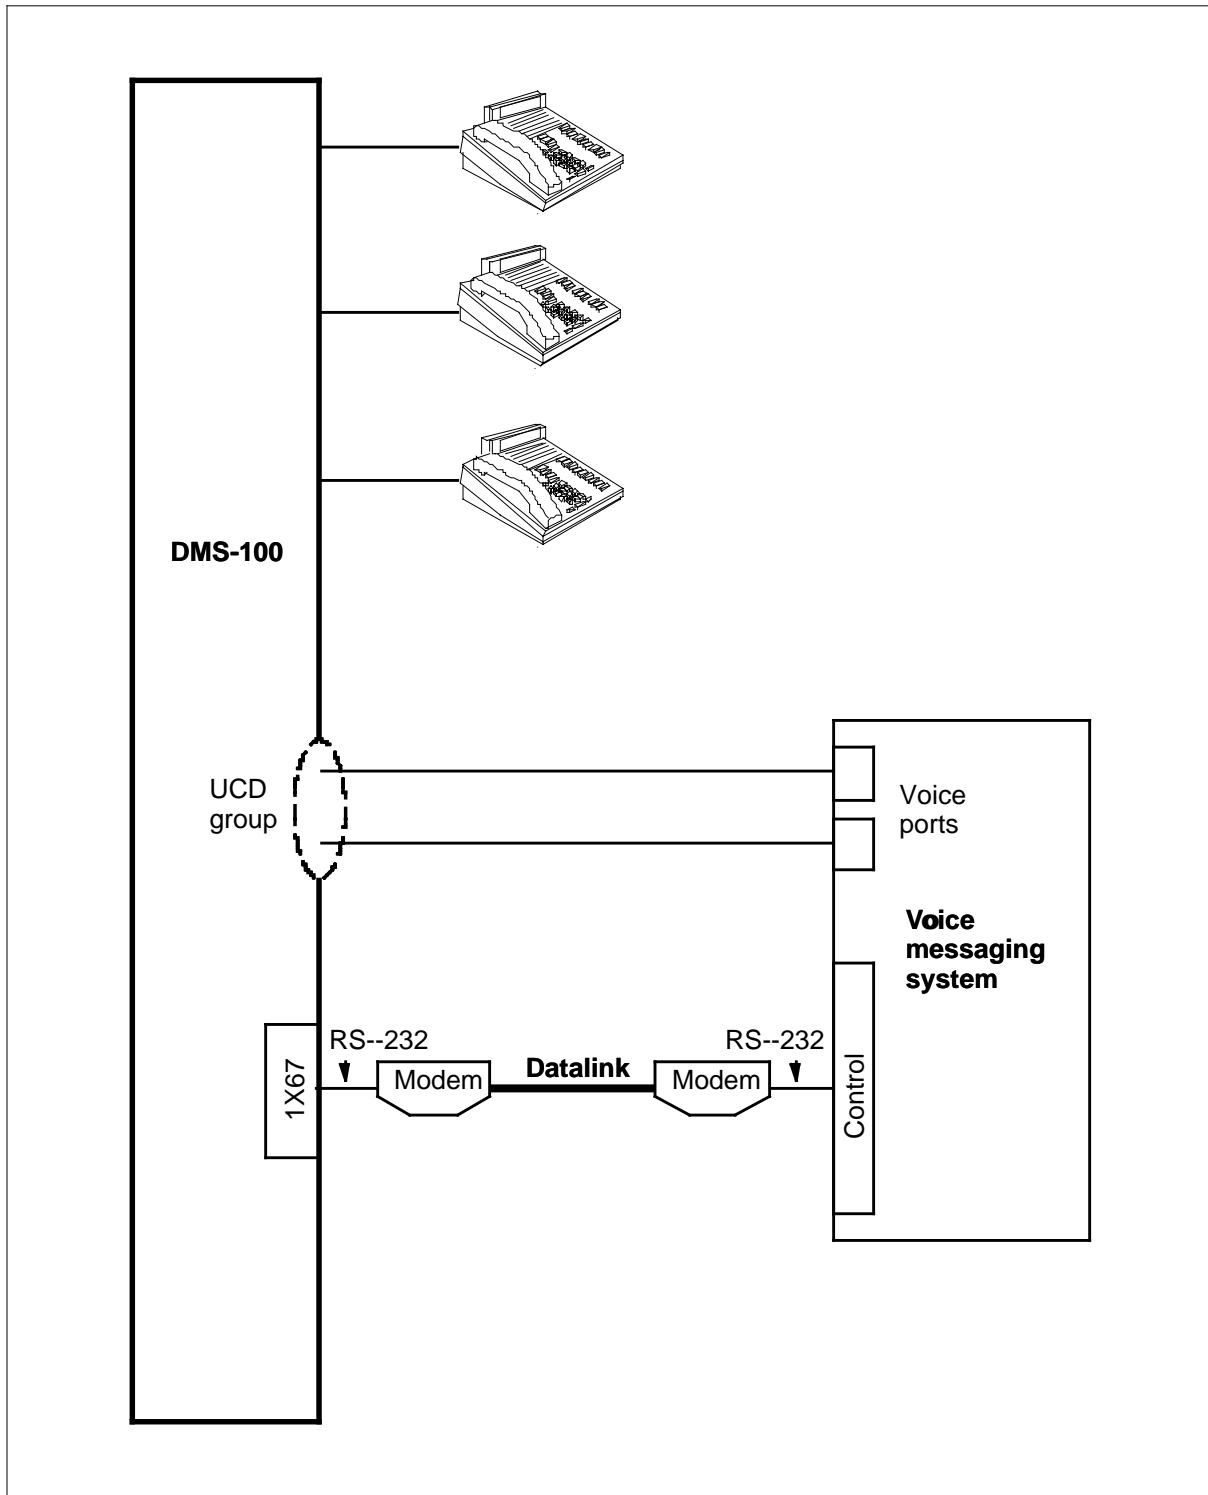 DMS-100
UCD
group
Voice
ports
Voice
messaging
system
RS--232
RS--232
1X67
Modem
Datalink
Modem
Control